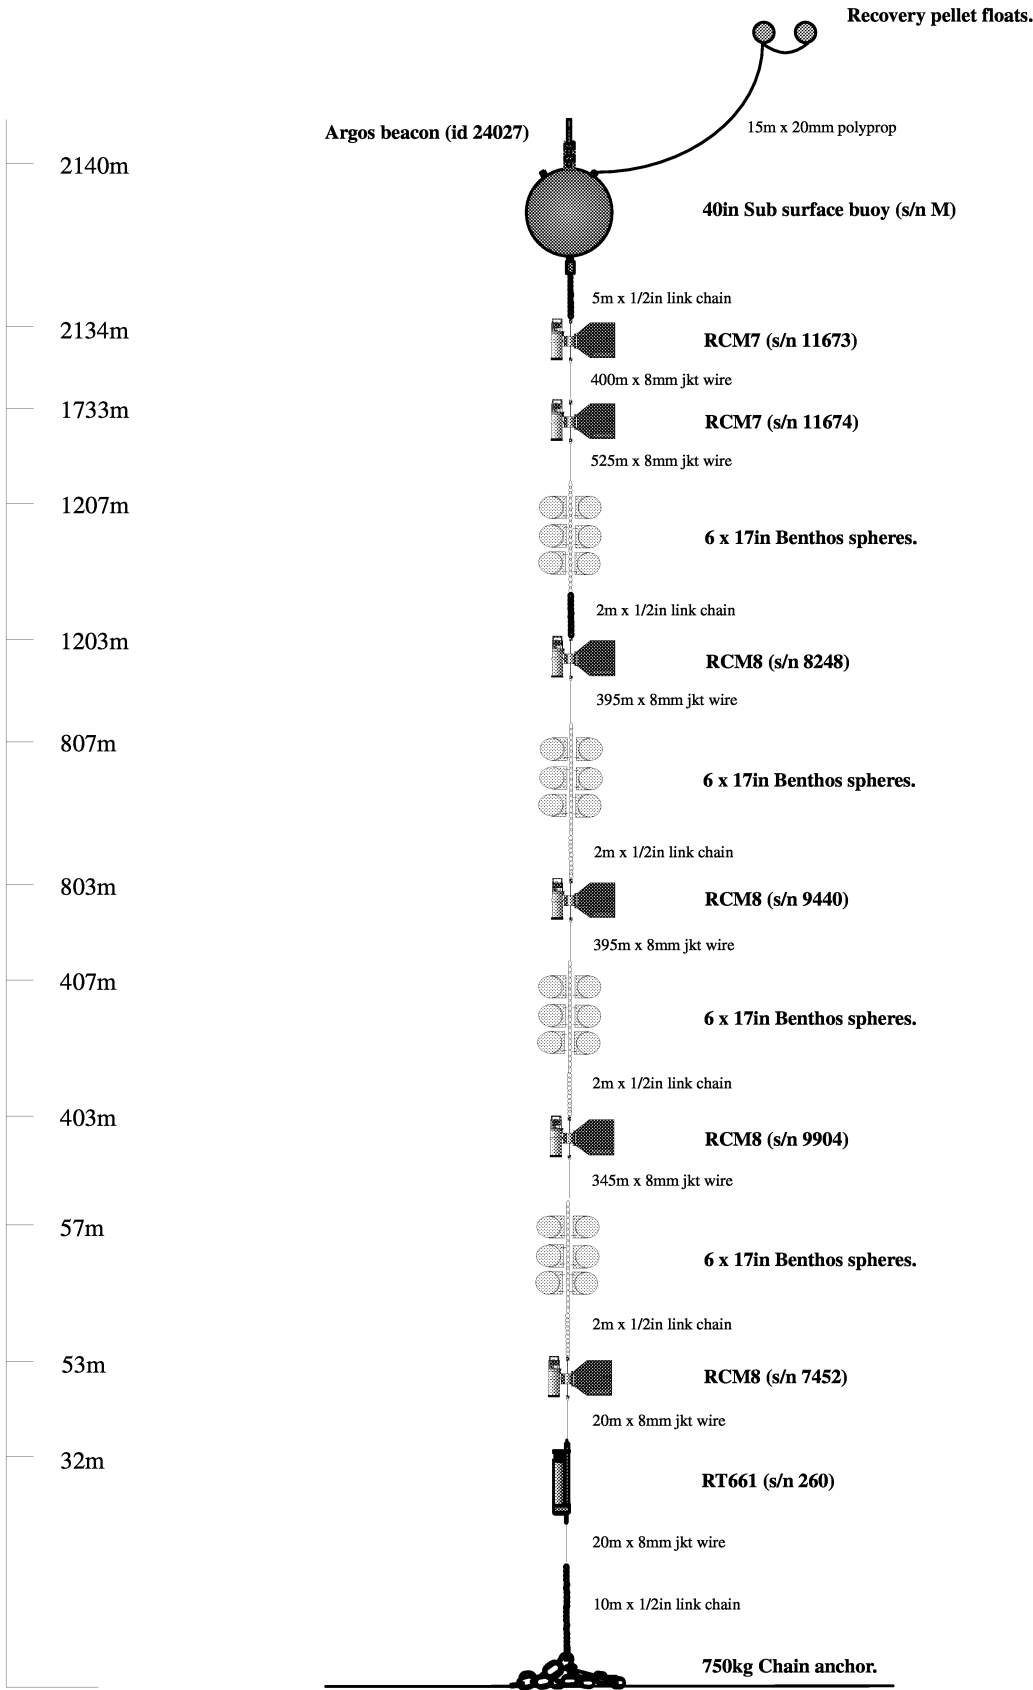 Recovery pellet floats.
15m x 20mm polyprop
Argos beacon (id 24027)
2140m
40in Sub surface buoy (s/n M)
5m x 1/2in link chain
2134m
RCM7 (s/n 11673)
400m x 8mm jkt wire
1733m
RCM7 (s/n 11674)
525m x 8mm jkt wire
1207m
6 x 17in Benthos spheres.
2m x 1/2in link chain
1203m
RCM8 (s/n 8248)
395m x 8mm jkt wire
807m
6 x 17in Benthos spheres.
2m x 1/2in link chain
803m
RCM8 (s/n 9440)
395m x 8mm jkt wire
407m
6 x 17in Benthos spheres.
2m x 1/2in link chain
403m
RCM8 (s/n 9904)
345m x 8mm jkt wire
57m
6 x 17in Benthos spheres.
2m x 1/2in link chain
53m
RCM8 (s/n 7452)
20m x 8mm jkt wire
32m
RT661 (s/n 260)
20m x 8mm jkt wire
10m x 1/2in link chain
750kg Chain anchor.